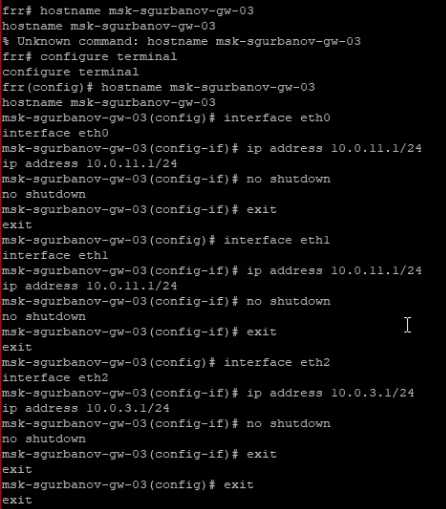 frr# hostname msk-sgurbanov-gw-03
hostname msk-sgurbanov-gw-03
% Unknown command: hostname msk-sgurbanov-gw-03
frr# configure terminal
configure terminal
frr(config)# hostname msk-sgurbanov-gw-03
hostname msk-sgurbanov-gw-03
msk-sgurbanov-gw-03(config)# interface eth0
interface eth0
msk-sgurbanov-gw-03(config-if)# ip address 10.0.11.1/24
ip address 10.0.11.1/24
msk-sgurbanov-gw-03(config-if)# no shutdown
no shutdown
msk-sgurbanov-gw-03(config-if)# exit
exit
msk-sgurbanov-gw-03(config)# interface eth1
interface eth1
msk-sgurbanov-gw-03(config-if)# ip address 10.0.11.1/24
ip address 10.0.11.1/24
msk-sgurbanov-gw-03(config-if)# no shutdown
no shutdown
msk-sgurbanov-gw-03(config-if)# exit
exit
msk-sgurbanov-gw-03(config)# interface eth2
interface eth2
msk-sgurbanov-gw-03(config-if)# ip address 10.0.3.1/24
ip address 10.0.3.1/24
msk-sgurbanov-gw-03(config-if)# no shutdown
no shutdown
msk-sgurbanov-gw-03(config-if)# exit
exit
msk-sgurbanov-gw-03(config)# exit
exit